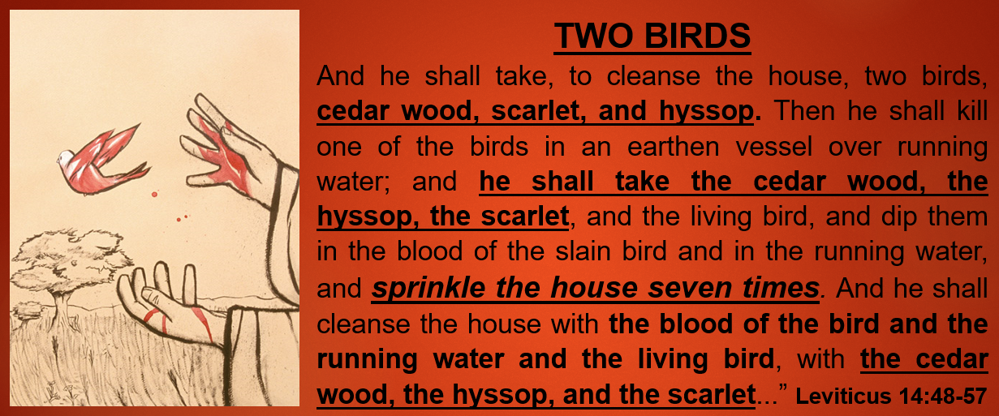 TWO BIRDS
And he shall take, to cleanse the house, two birds,
cedar wood, scarlet, and hyssop. Then he shall kill
one of the birds in an earthen vessel over running
water; and he shall take the cedar wood, the
hyssop, the scarlet, and the living bird, and dip them
in the blood of the slain bird and in the running water,
and sprinkle the house seven times. And he shall
cleanse the house with the blood of the bird and the
running water and the living bird, with the cedar
wood, the hyssop, and the scarlet...” Leviticus 14:48-57